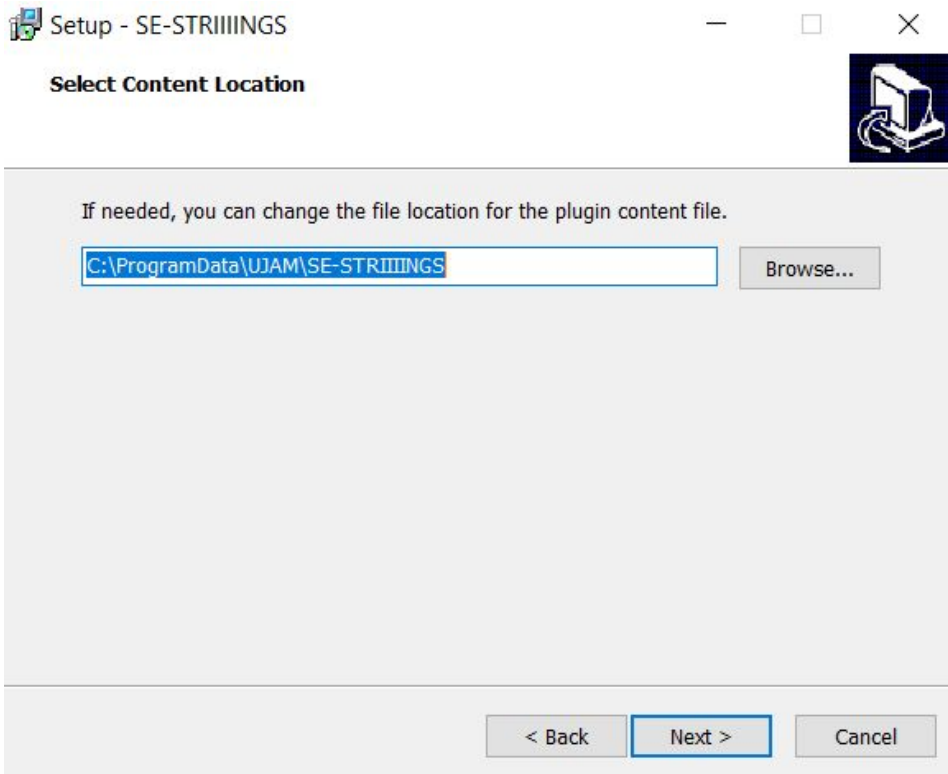 Setup - SE-STRIIIINGS
Select Content Location
If needed, you can change the file location for the plugin content file.
C:\ProgramData\UJAM\SE-STRIIIINGS
Browse...
< Back
Next >
Cancel